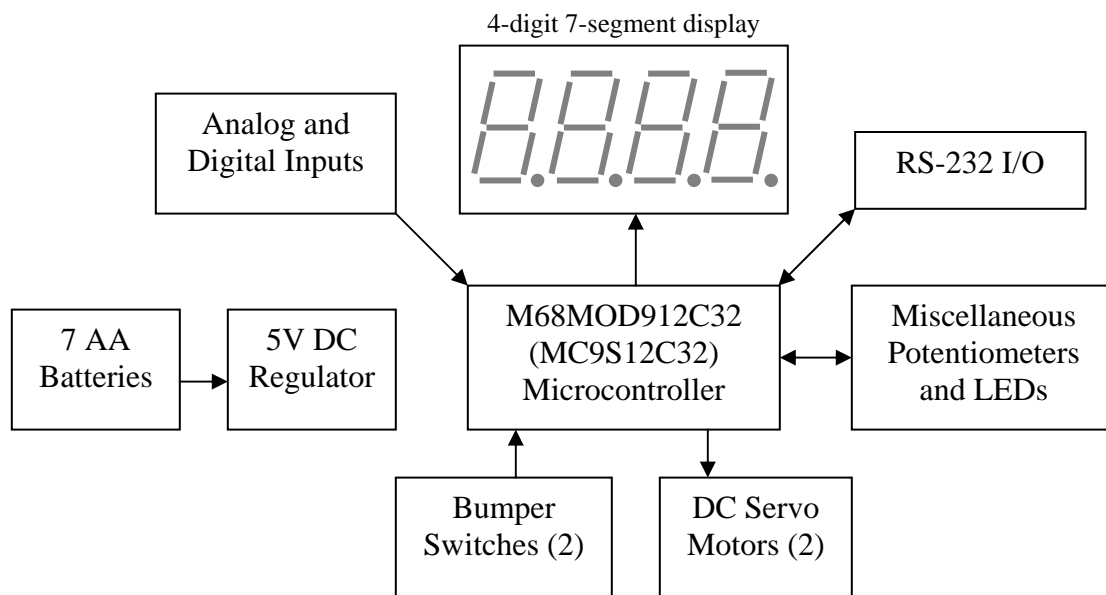 4-digit 7-segment display
Analog and
Digital Inputs
RS-232 I/O
7 AA
Batteries
5V DC
Regulator
M68MOD912C32
(MC9S12C32)
Microcontroller
Miscellaneous
Potentiometers
and LEDs
Bumper
Switches (2)
DC Servo
Motors (2)